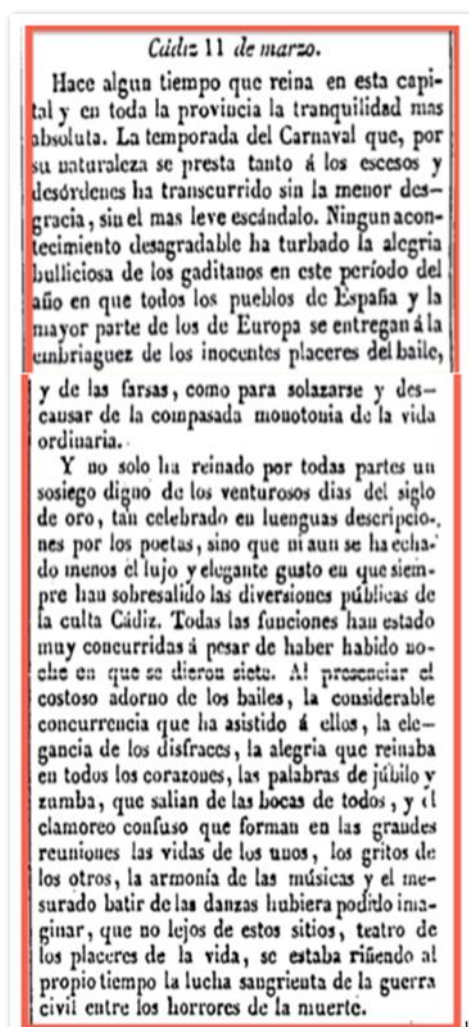 Cádiz 11 de marzo.
Hace algun tiempo que reina en esta capi-
tal y en toda la provincia la tranquilidad mas
absoluta. La temporada del Carnaval que, por
su naturaleza se presta tanto á los escesos y
desórdenes ha transcurrido sin la menor des-
gracia, sin el mas leve escándalo. Ningun acon-
tecimiento desagradable ha turbado la alegria
bulliciosa de los gaditanos en este período del
año en que todos los pueblos de España y la
mayor parte de los de Europa se entregan á la
embriaguez de los inocentes placeres del baile,
y de las farsas, como para solazarse y des-
cansar de la compasada monotonia de la vida
ordinaria.
Y no solo ha reinado por todas partes un
sosiego digno de los venturosos dias del siglo
de oro, tan celebrado en luenguas descripcio-
nes por los poetas, sino que ni aun se ha echa-
do menos el lujo y elegante gusto en que siem-
pre han sobresalido las diversiones públicas de
la culta Cádiz. Todas las funciones han estado
muy concurridas á pesar de haber habido no-
che en que se dieron siete. Al presenciar el
costoso adorno de los bailes, la considerable
concurrencia que ha asistido á ellos, la ele-
gancia de los disfraces, la alegria que reinaba
en todos los corazones, las palabras de júbilo y
zumba, que salian de las bocas de todos, y el
clamoreo confuso que forman en las grandes
reuniones las vidas de los unos, los gritos de
los otros, la armonía de las músicas y el me-
surado batir de las danzas hubiera podido ima-
ginar, que no lejos de estos sitios, teatro de
los placeres de la vida, se estaba riñendo al
propio tiempo la lucha sangrienta de la guerra
civil entre los horrores de la muerte.